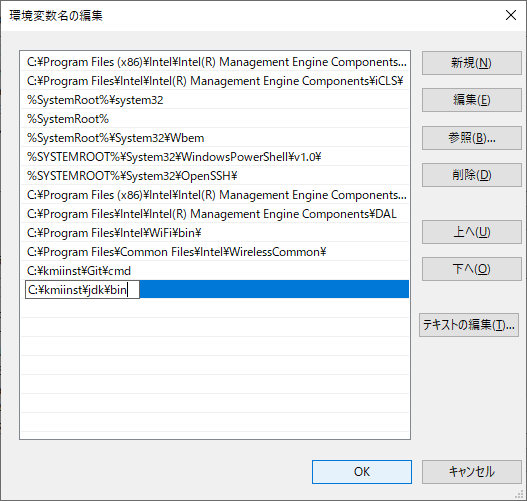 環境変数名の編集
C:¥Program Files (x86)¥Intel¥Intel(R) Management Engine Components...
C:¥Program Files¥Intel¥Intel(R) Management Engine Components¥iCLS¥
%SystemRoot%¥system32
%SystemRoot%
%SystemRoot%¥System32¥Wbem
%SYSTEMROOT%¥System32¥WindowsPowerShell¥v1.0¥
%SYSTEMROOT%¥System32¥OpenSSH¥
C:¥Program Files (x86)¥Intel¥Intel(R) Management Engine Components...
C:¥Program Files¥Intel¥Intel(R) Management Engine Components¥DAL
C:¥Program Files¥Intel¥WiFi¥bin¥
C:¥Program Files¥Common Files¥Intel¥WirelessCommon¥
C:¥kmiinst¥Git¥cmd
C:¥kmiinst¥jdk¥bin
新規(N)
編集(E)
参照(B)...
削除(D)
上へ(U)
下へ(O)
テキストの編集(T)...
OK
キャンセル